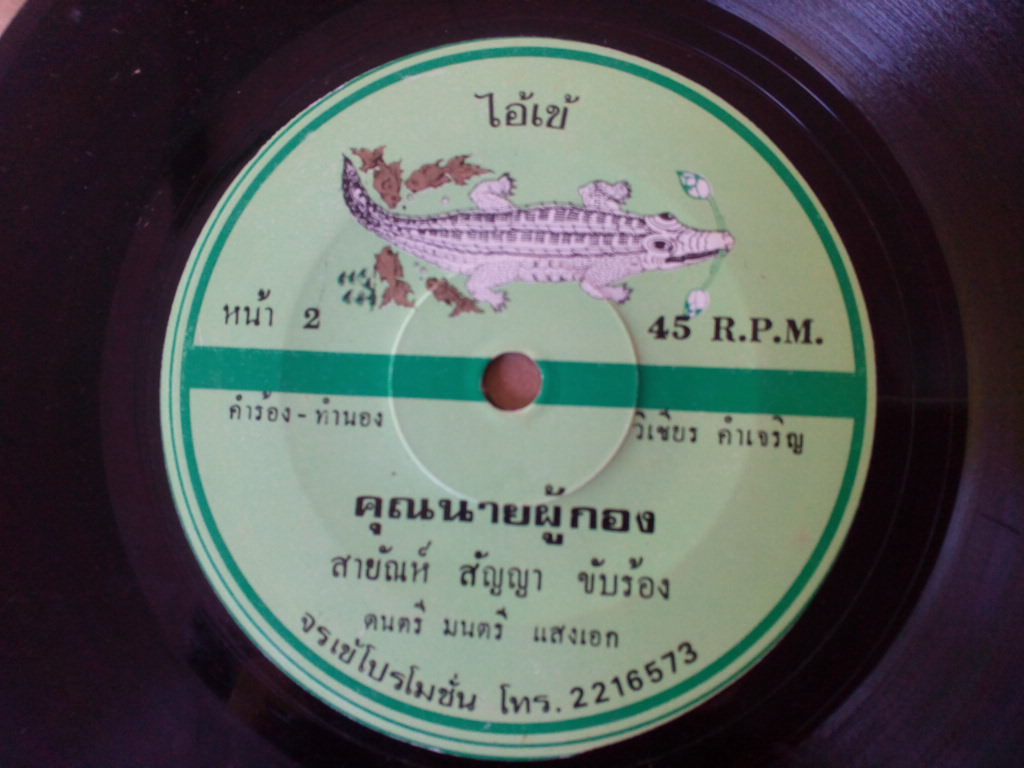 ไอ้เข้
หน้า 2
45 R.P.M.
คำร้อง - ทำนอง
วิเชียร คำเจริญ
คุณนายผู้กอง
สายัณห์ สัญญา ขับร้อง
ดนตรี มนตรี แสงเอก
จรเข้โปรโมชั่น โทร. 2216573